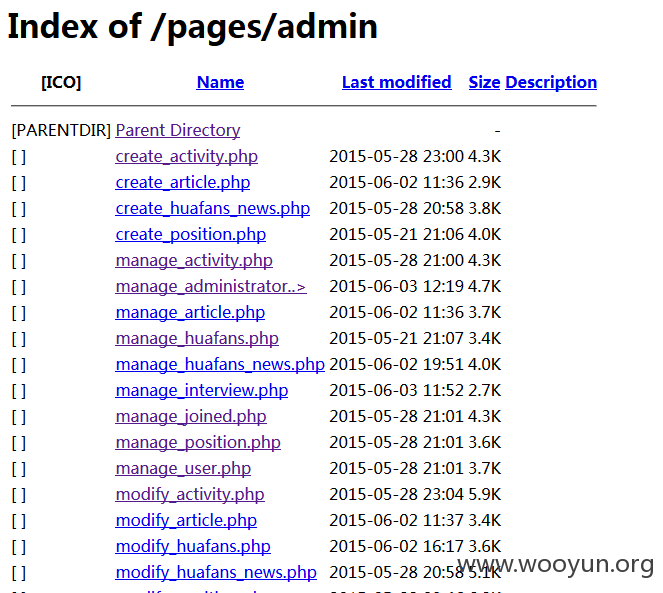 Index of /pages/admin
[ICO] Name Last modified Size Description
[PARENTDIR] Parent Directory -
[ ] create_activity.php 2015-05-28 23:00 4.3K
[ ] create_article.php 2015-06-02 11:36 2.9K
[ ] create_huafans_news.php 2015-05-28 20:58 3.8K
[ ] create_position.php 2015-05-21 21:06 4.0K
[ ] manage_activity.php 2015-05-28 21:00 4.3K
[ ] manage_administrator..> 2015-06-03 12:19 4.7K
[ ] manage_article.php 2015-06-02 11:36 3.7K
[ ] manage_huafans.php 2015-05-21 21:07 3.4K
[ ] manage_huafans_news.php 2015-06-02 19:51 4.0K
[ ] manage_interview.php 2015-06-03 11:52 2.7K
[ ] manage_joined.php 2015-05-28 21:01 4.3K
[ ] manage_position.php 2015-05-28 21:01 3.6K
[ ] manage_user.php 2015-05-28 21:01 3.7K
[ ] modify_activity.php 2015-05-28 23:04 5.9K
[ ] modify_article.php 2015-06-02 11:37 3.4K
[ ] modify_huafans.php 2015-06-02 16:17 3.6K
www.wooyun.org
[ ] modify_huafans_news.php 2015-05-28 20:58 5.1K